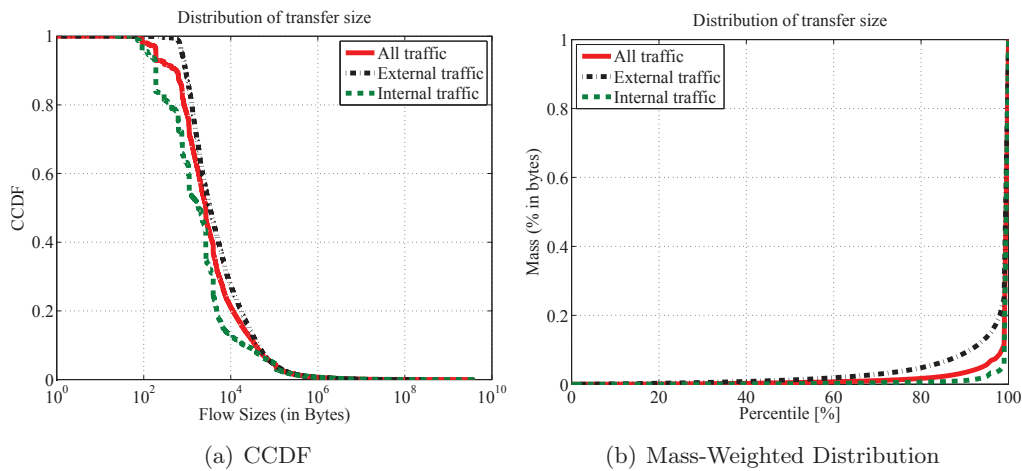 Distribution of transfer size
1
0.8
0.6
0.4
0.2
0
CCDF
All traffic
External traffic
Internal traffic
10^0
10^2
10^4
10^6
10^8
10^10
Flow Sizes (in Bytes)
(a) CCDF
Distribution of transfer size
1
0.8
0.6
0.4
0.2
0
Mass (% in bytes)
All traffic
External traffic
Internal traffic
0
20
40
60
80
100
Percentile [%]
(b) Mass-Weighted Distribution